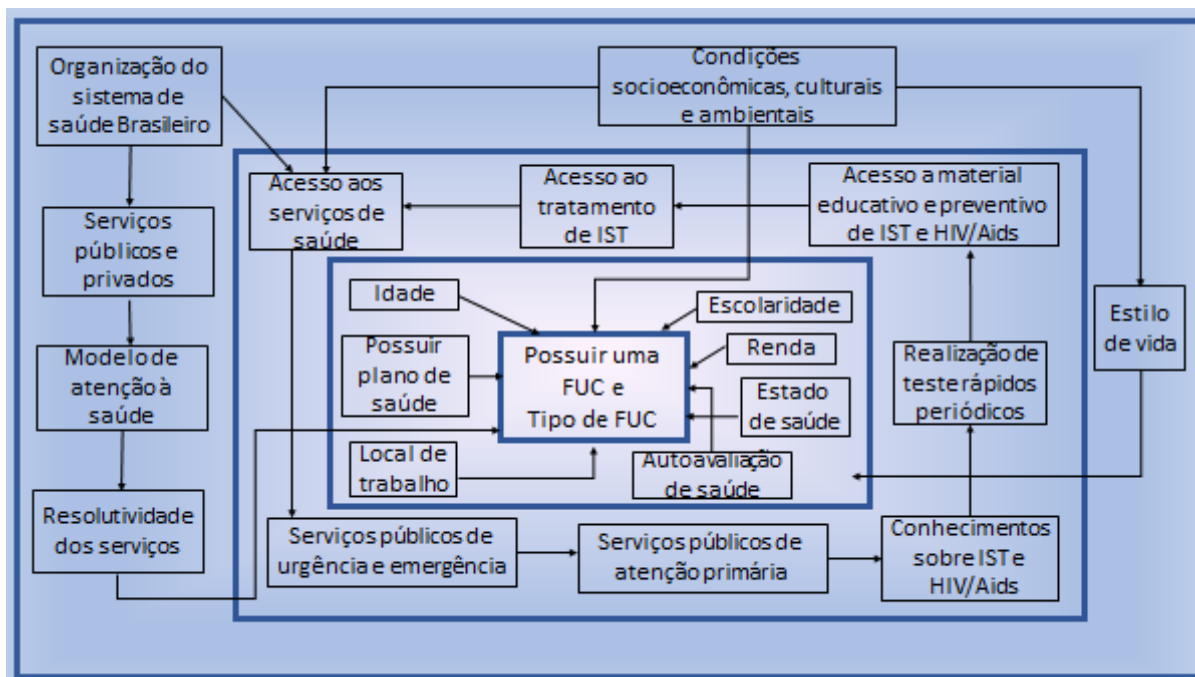 Organização do
sistema de
saúde Brasileiro
Condições
socioeconômicas, culturais
e ambientais
Acesso aos
serviços de
saúde
Acesso ao
tratamento
de IST
Acesso a material
educativo e preventivo
de IST e HIV/Aids
Serviços
públicos e
privados
Idade
Escolaridade
Estilo
de vida
Modelo de
atenção à
saúde
Possuir
plano de
saúde
Possuir uma
FUC e
Tipo de FUC
Renda
Realização de
teste rápidos
periódicos
Estado
de saúde
Local de
trabalho
Autoavaliação
de saúde
Resolutividade
dos serviços
Serviços públicos de
urgência e emergência
Serviços públicos de
atenção primária
Conhecimentos
sobre IST e
HIV/Aids